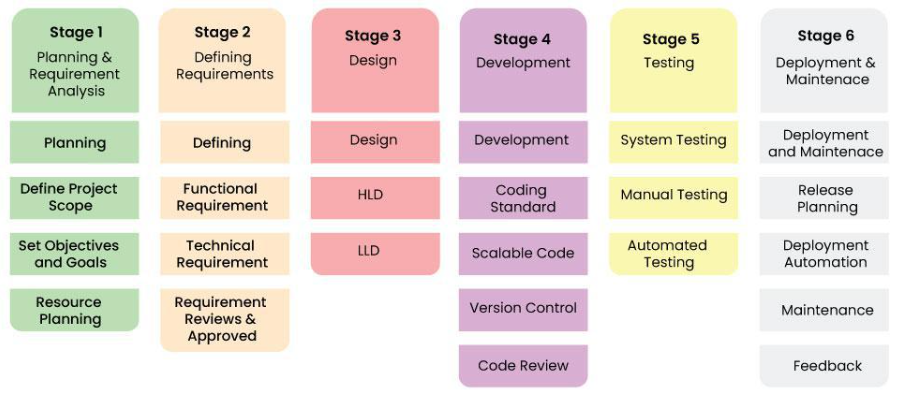 Stage 1
Planning &
Requirement
Analysis
Planning
Define Project
Scope
Set Objectives
and Goals
Resource
Planning
Stage 2
Defining
Requirements
Defining
Functional
Requirement
Technical
Requirement
Requirement
Reviews &
Approved
Stage 3
Design
Design
HLD
LLD
Stage 4
Development
Development
Coding
Standard
Scalable Code
Version Control
Code Review
Stage 5
Testing
System Testing
Manual Testing
Automated
Testing
Stage 6
Deployment &
Maintenace
Deployment
and Maintenace
Release
Planning
Deployment
Automation
Maintenance
Feedback